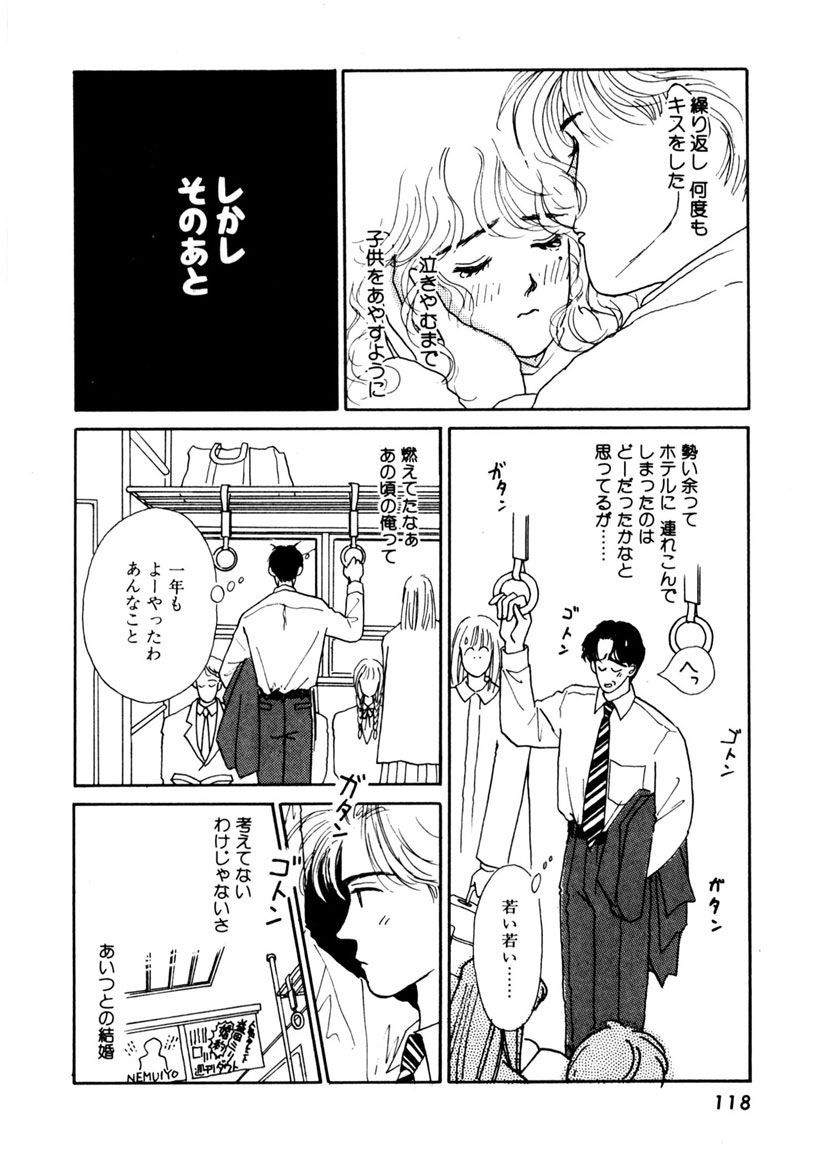 繰り返し 何度も
キスをした
泣きやむまで
子供をあやすように
しかし
そのあと
勢い余って
ホテルに 連れこんで
しまったのは
どーだったかなと
思ってるが……
ガタン
ゴトン
へっ
ゴトン
ガタン
若い若い……
燃えてたなあ
あの頃の俺って
一年も
よーやったわ
あんなこと
ガタン
ゴトン
考えてない
わけじゃないさ
あいつとの結婚
週刊ダウト
NEMUIYO
118